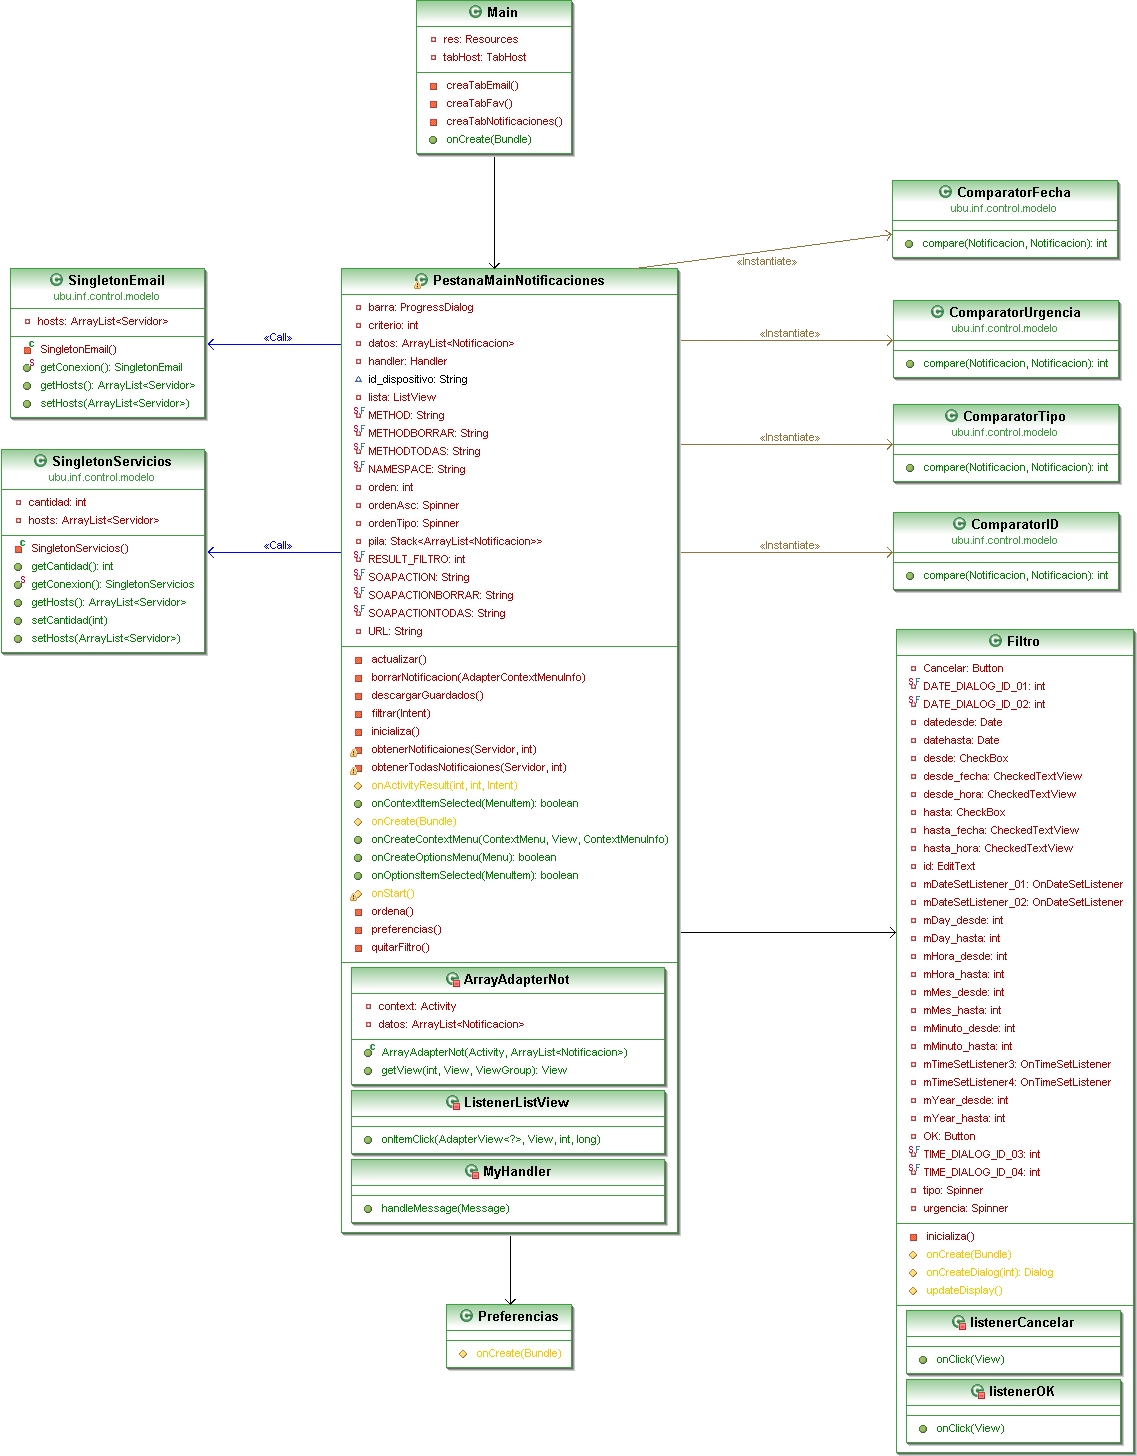 Main
res: Resources
tabHost: TabHost
creaTabEmail()
creaTabFav()
creaTabNotificaciones()
onCreate(Bundle)
ComparatorFecha
ubu.inf.control.modelo
compare(Notificacion, Notificacion): int
«Instantiate»
SingletonEmail
ubu.inf.control.modelo
hosts: ArrayList<Servidor>
SingletonEmail()
getConexion(): SingletonEmail
getHosts(): ArrayList<Servidor>
setHosts(ArrayList<Servidor>)
«Call»
SingletonServicios
ubu.inf.control.modelo
cantidad: int
hosts: ArrayList<Servidor>
SingletonServicios()
getCantidad(): int
getConexion(): SingletonServicios
getHosts(): ArrayList<Servidor>
setCantidad(int)
setHosts(ArrayList<Servidor>)
«Call»
PestanaMainNotificaciones
barra: ProgressDialog
criterio: int
datos: ArrayList<Notificacion>
handler: Handler
id_dispositivo: String
lista: ListView
METHOD: String
METHODBORRAR: String
METHODTODAS: String
NAMESPACE: String
orden: int
ordenAsc: Spinner
ordenTipo: Spinner
pila: Stack<ArrayList<Notificacion>>
RESULT_FILTRO: int
SOAPACTION: String
SOAPACTIONBORRAR: String
SOAPACTIONTODAS: String
URL: String
actualizar()
borrarNotificacion(AdapterContextMenuInfo)
descargarGuardados()
filtrar(Intent)
inicializa()
obtenerNotificaiones(Servidor, int)
obtenerTodasNotificaiones(Servidor, int)
onActivityResult(int, int, Intent)
onContextItemSelected(MenuItem): boolean
onCreate(Bundle)
onCreateContextMenu(ContextMenu, View, ContextMenuInfo)
onCreateOptionsMenu(Menu): boolean
onOptionsItemSelected(MenuItem): boolean
onStart()
ordena()
preferencias()
quitarFiltro()
ArrayAdapterNot
context: Activity
datos: ArrayList<Notificacion>
ArrayAdapterNot(Activity, ArrayList<Notificacion>)
getView(int, View, ViewGroup): View
ListenerListView
onItemClick(AdapterView<?>, View, int, long)
MyHandler
handleMessage(Message)
Preferencias
onCreate(Bundle)
«Instantiate»
ComparatorUrgencia
ubu.inf.control.modelo
compare(Notificacion, Notificacion): int
«Instantiate»
ComparatorTipo
ubu.inf.control.modelo
compare(Notificacion, Notificacion): int
«Instantiate»
ComparatorID
ubu.inf.control.modelo
compare(Notificacion, Notificacion): int
Filtro
Cancelar: Button
DATE_DIALOG_ID_01: int
DATE_DIALOG_ID_02: int
datedesde: Date
datehasta: Date
desde: CheckBox
desde_fecha: CheckedTextView
desde_hora: CheckedTextView
hasta: CheckBox
hasta_fecha: CheckedTextView
hasta_hora: CheckedTextView
id: EditText
mDateSetListener_01: OnDateSetListener
mDateSetListener_02: OnDateSetListener
mDay_desde: int
mDay_hasta: int
mHora_desde: int
mHora_hasta: int
mMes_desde: int
mMes_hasta: int
mMinuto_desde: int
mMinuto_hasta: int
mTimeSetListener3: OnTimeSetListener
mTimeSetListener4: OnTimeSetListener
mYear_desde: int
mYear_hasta: int
OK: Button
TIME_DIALOG_ID_03: int
TIME_DIALOG_ID_04: int
tipo: Spinner
urgencia: Spinner
inicializa()
onCreate(Bundle)
onCreateDialog(int): Dialog
updateDisplay()
listenerCancelar
onClick(View)
listenerOK
onClick(View)